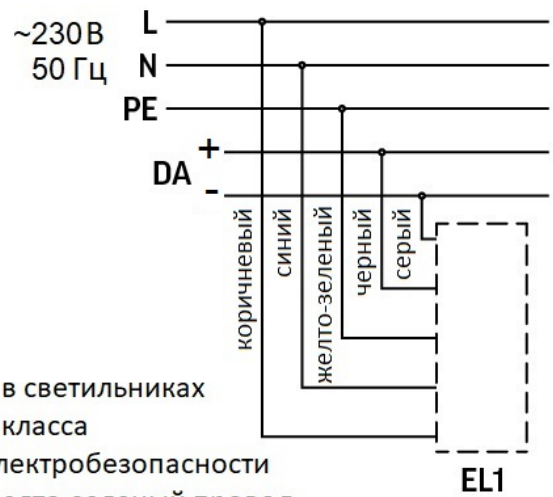 ~230В
50 Гц
L
N
PE
DA
+
-
коричневый
синий
желто-зеленый
черный
серый
в светильниках
класса
лектробезопасности
EL1